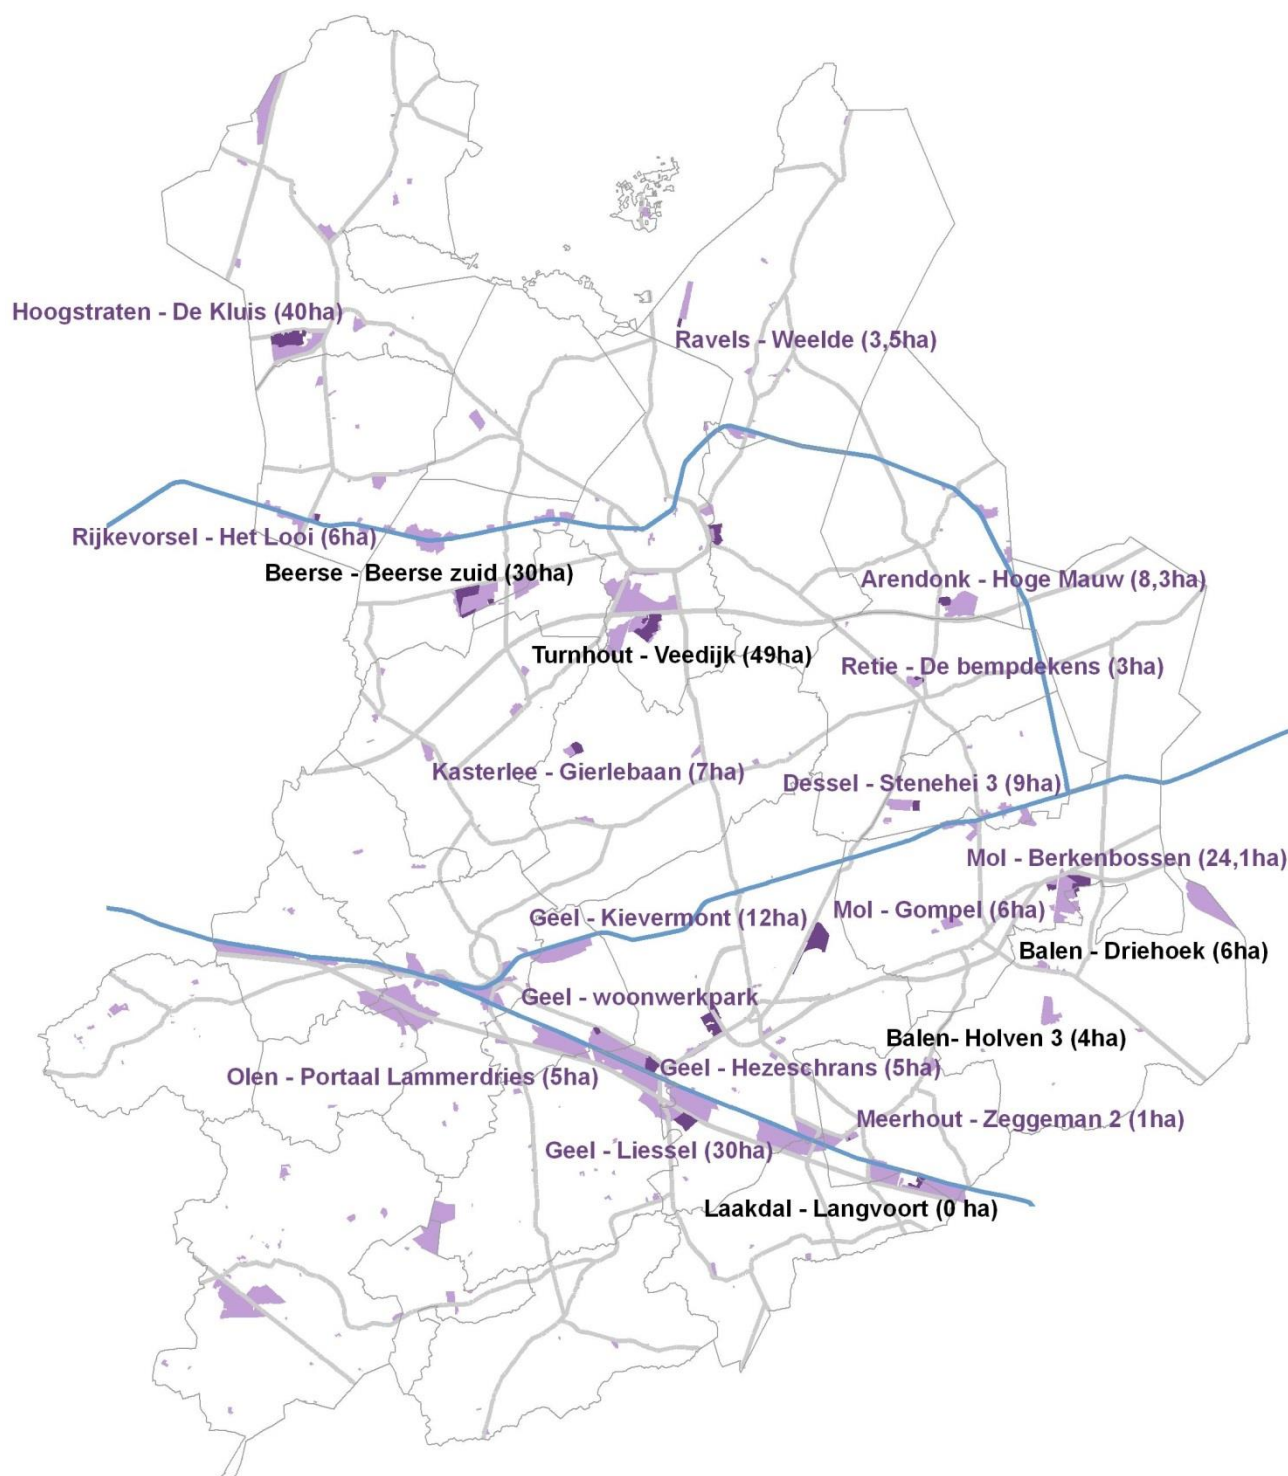 Hoogstraten - De Kluis (40ha)
Ravels - Weelde (3,5ha)
Rijkevorsel - Het Looi (6ha)
Beerse - Beerse zuid (30ha)
Arendonk - Hoge Mauw (8,3ha)
Turnhout - Veedijk (49ha)
Retie - De bempdekens (3ha)
Kasterlee - Gierlebaan (7ha)
Dessel - Stenehei 3 (9ha)
Mol - Berkenbossen (24,1ha)
Geel - Kievermont (12ha)
Mol - Gompel (6ha)
Balen - Driehoek (6ha)
Geel - woonwerkpark
Balen- Holven 3 (4ha)
Geel - Hezeschrans (5ha)
Olen - Portaal Lammerdries (5ha)
Meerhout - Zeggeman 2 (1ha)
Geel - Liessel (30ha)
Laakdal - Langvoort (0 ha)